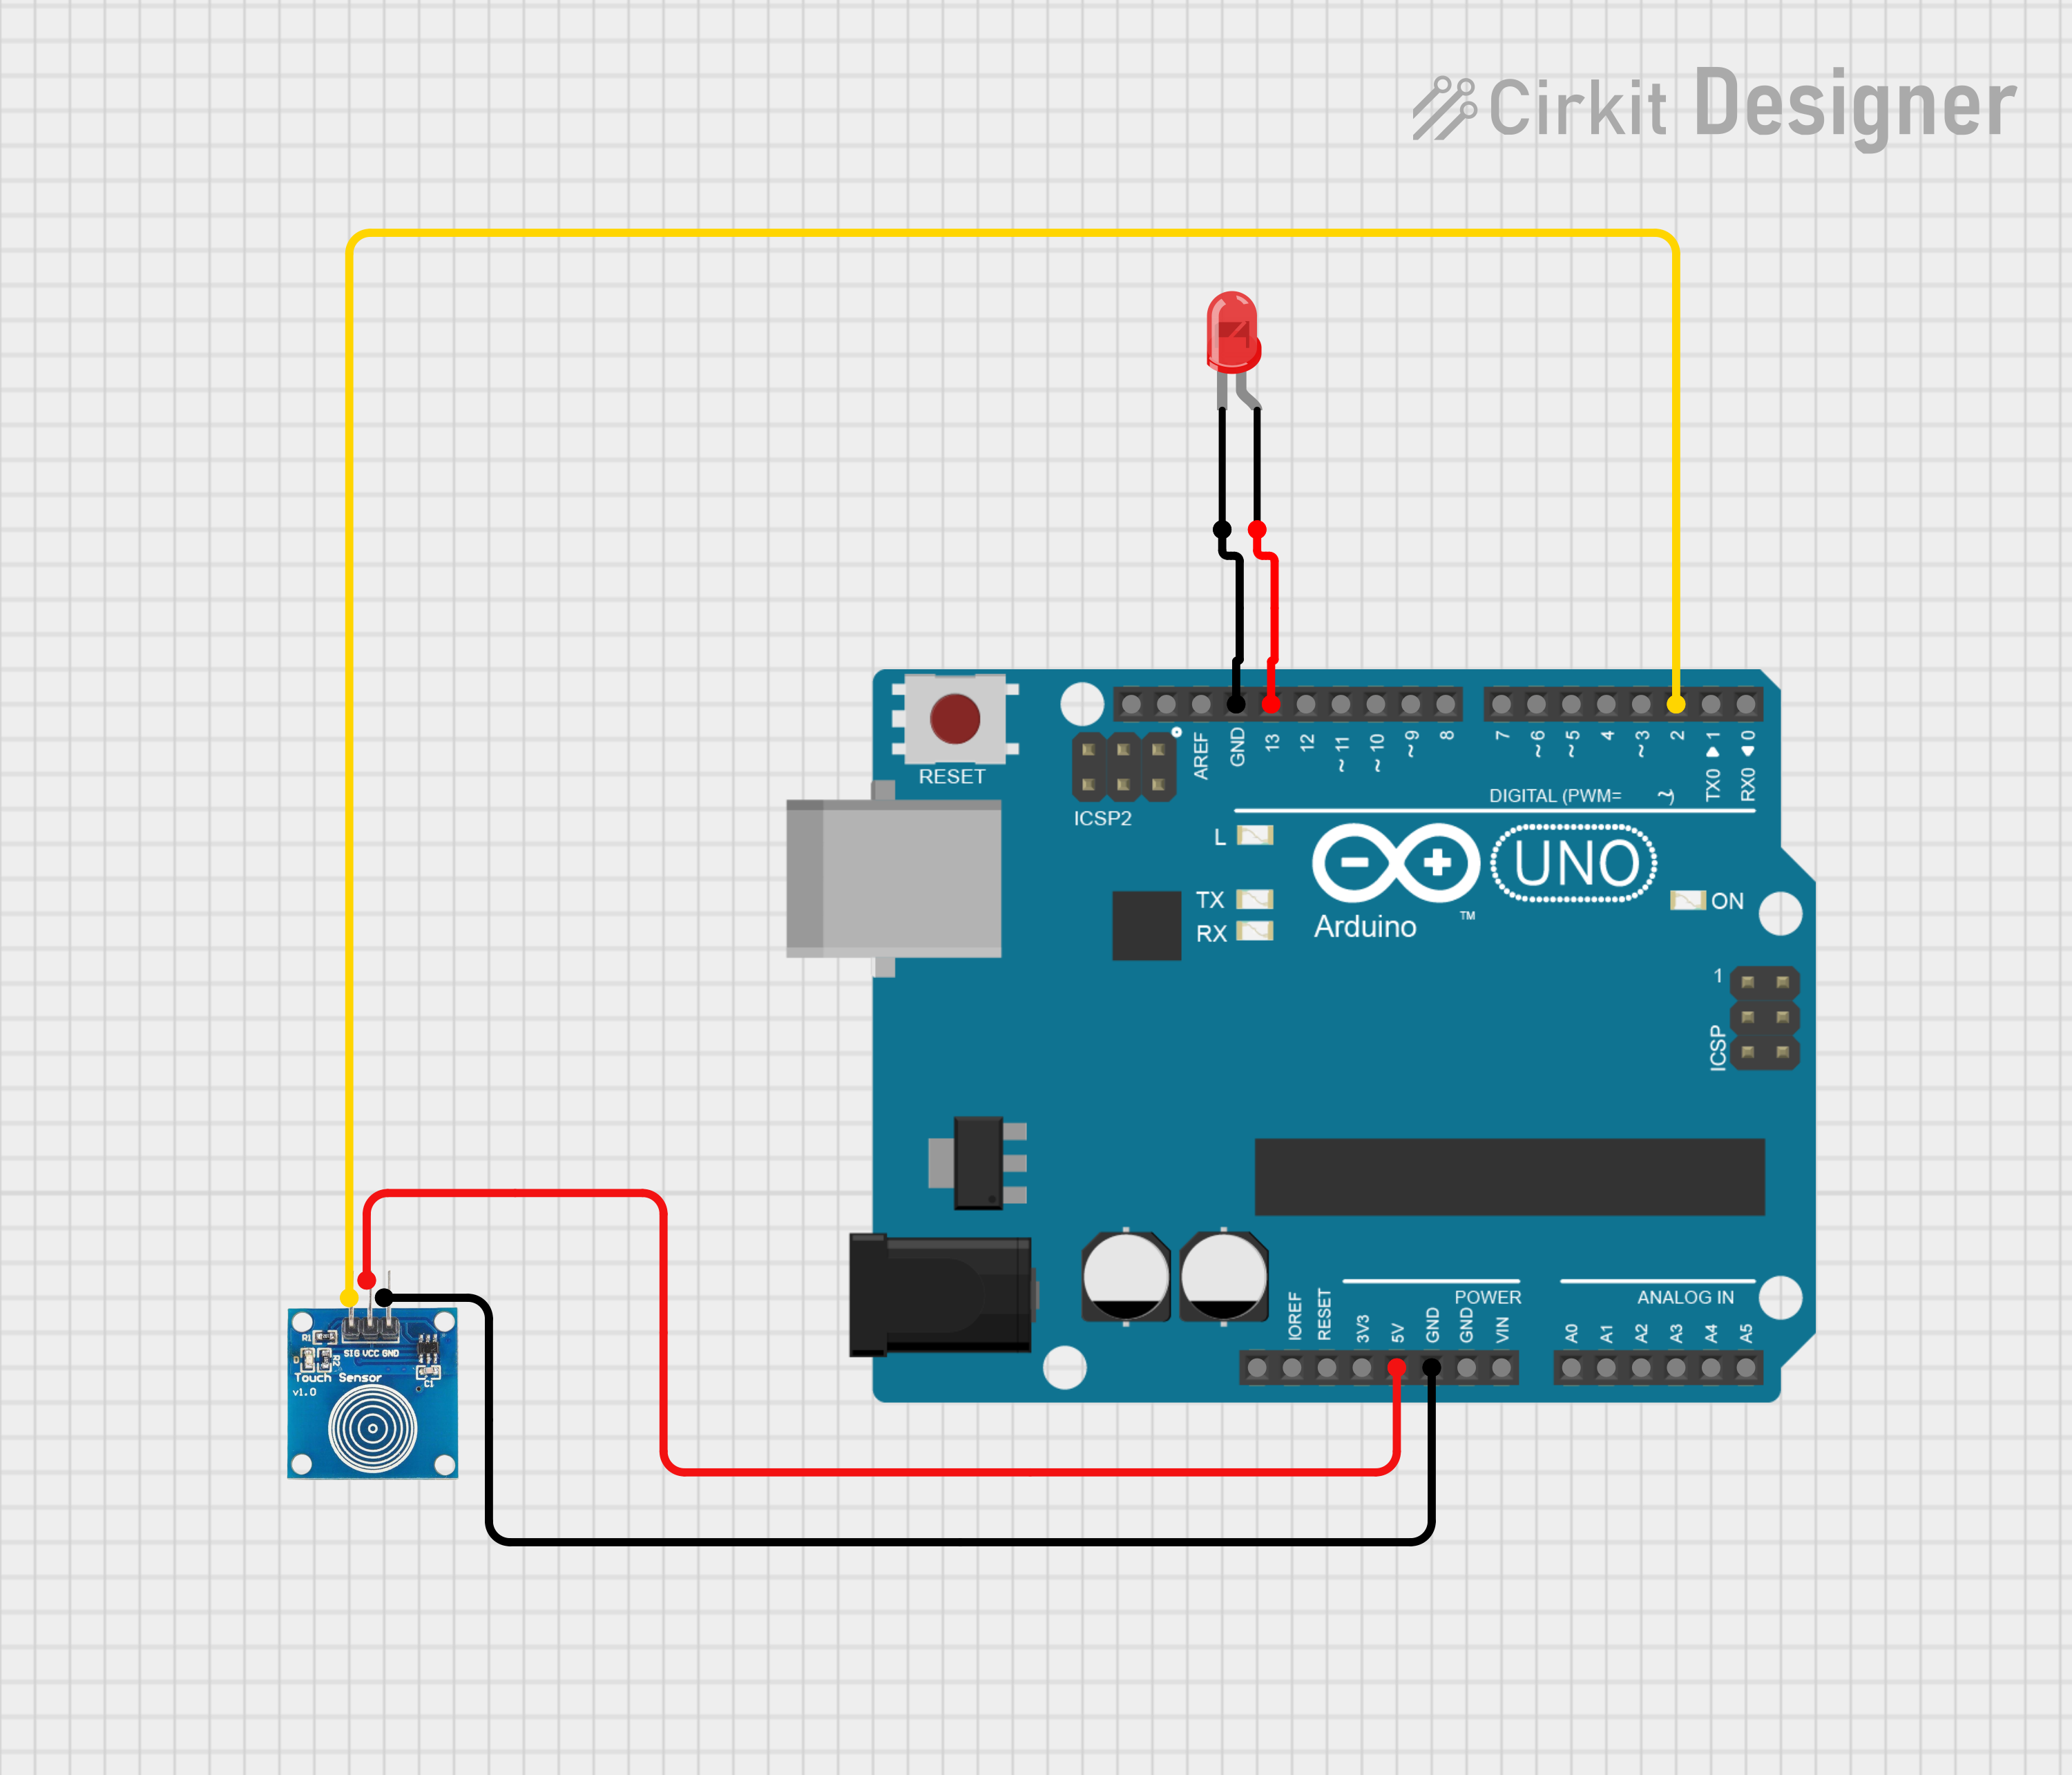 Cirkit Designer
RESET
ICSP2
AREF
GND
13
12
~ 11
~ 10
~ 9
8
7
~ 6
~ 5
4
~ 3
2
TX0 ▶ 1
RX0 ◀ 0
DIGITAL (PWM= ~)
L
TX
RX
UNO
Arduino
TM
ON
1
ICSP
IOREF
RESET
3V3
5V
GND
GND
VIN
POWER
ANALOG IN
A0
A1
A2
A3
A4
A5
R1
SIG VCC GND
R2
C1
Touch Sensor
v1.0